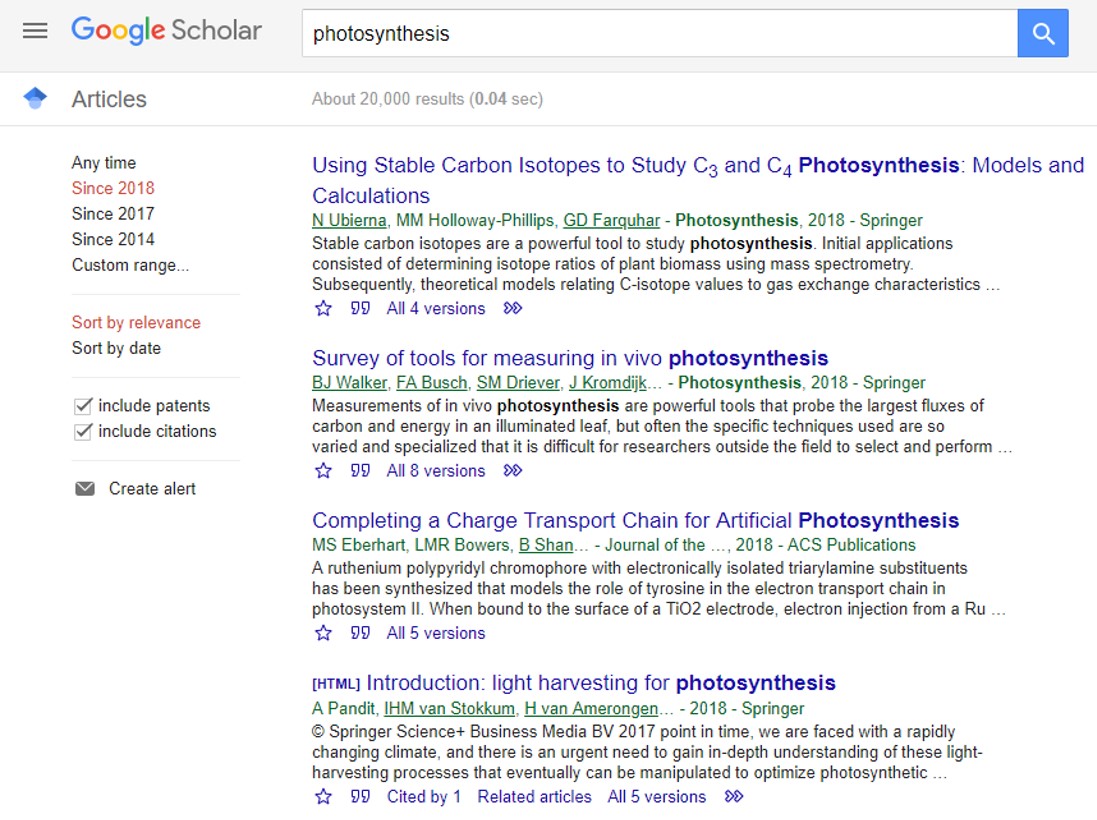 Google Scholar
photosynthesis
Articles
About 20,000 results (0.04 sec)
Any time
Since 2018
Since 2017
Since 2014
Custom range...
Sort by relevance
Sort by date
include patents
include citations
Create alert
Using Stable Carbon Isotopes to Study C3 and C4 Photosynthesis: Models and
Calculations
N Ubierna, MM Holloway-Phillips, GD Farquhar - Photosynthesis, 2018 - Springer
Stable carbon isotopes are a powerful tool to study photosynthesis. Initial applications
consisted of determining isotope ratios of plant biomass using mass spectrometry.
Subsequently, theoretical models relating C-isotope values to gas exchange characteristics …
All 4 versions
Survey of tools for measuring in vivo photosynthesis
BJ Walker, FA Busch, SM Driever, J Kromdijk… - Photosynthesis, 2018 - Springer
Measurements of in vivo photosynthesis are powerful tools that probe the largest fluxes of
carbon and energy in an illuminated leaf, but often the specific techniques used are so
varied and specialized that it is difficult for researchers outside the field to select and perform …
All 8 versions
Completing a Charge Transport Chain for Artificial Photosynthesis
MS Eberhart, LMR Bowers, B Shan… - Journal of the …, 2018 - ACS Publications
A ruthenium polypyridyl chromophore with electronically isolated triarylamine substituents
has been synthesized that models the role of tyrosine in the electron transport chain in
photosystem II. When bound to the surface of a TiO2 electrode, electron injection from a Ru …
All 5 versions
[HTML] Introduction: light harvesting for photosynthesis
A Pandit, IHM van Stokkum, H van Amerongen… - 2018 - Springer
© Springer Science+ Business Media BV 2017 point in time, we are faced with a rapidly
changing climate, and there is an urgent need to gain in-depth understanding of these light-
harvesting processes that eventually can be manipulated to optimize photosynthetic …
Cited by 1 Related articles All 5 versions